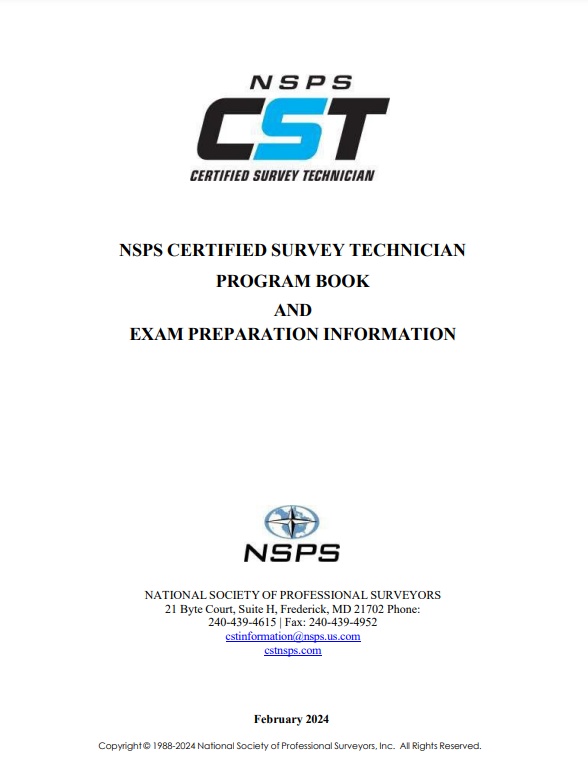 NSPS
CST
CERTIFIED SURVEY TECHNICIAN
NSPS CERTIFIED SURVEY TECHNICIAN
PROGRAM BOOK
AND
EXAM PREPARATION INFORMATION
NSPS
NATIONAL SOCIETY OF PROFESSIONAL SURVEYORS
21 Byte Court, Suite H, Frederick, MD 21702 Phone:
240-439-4615 | Fax: 240-439-4952
cstinformation@nsps.us.com
cstnsps.com
February 2024
Copyright © 1988-2024 National Society of Professional Surveyors, Inc. All Rights Reserved.